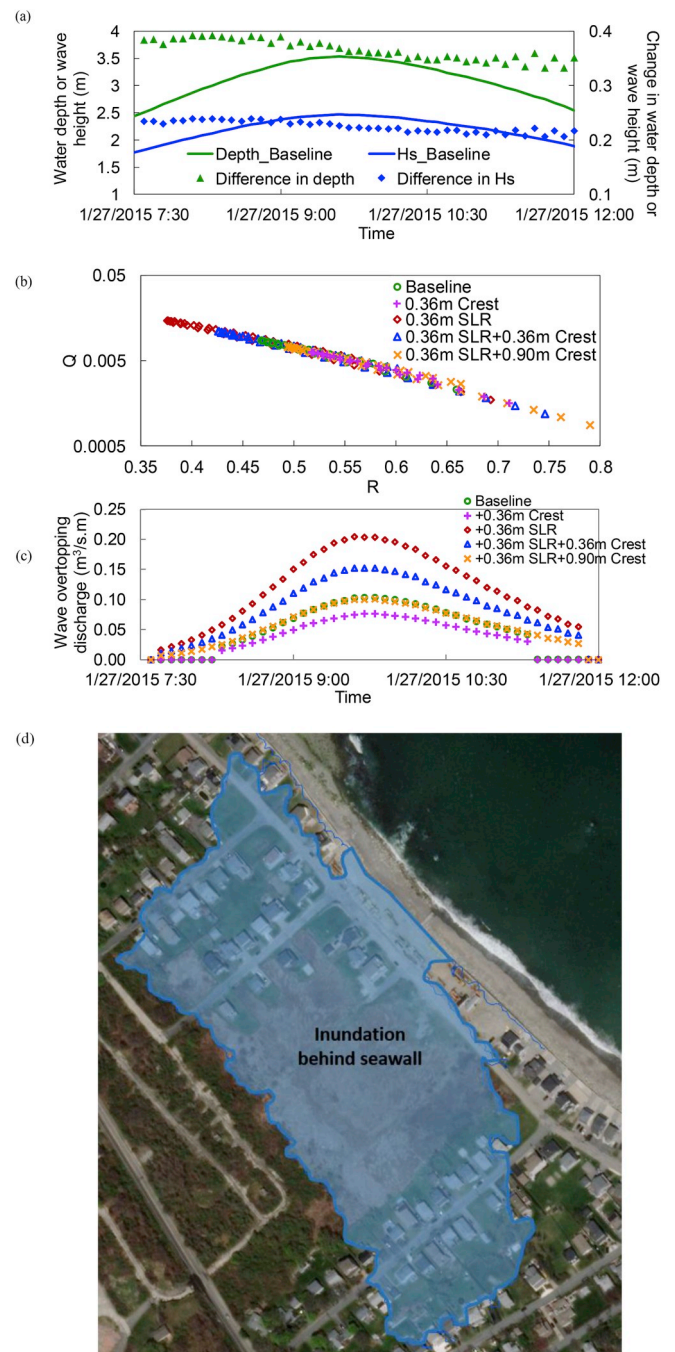 (a)
4
3.5
3
2.5
2
1.5
1
Water depth or wave
height (m)
0.4
0.3
0.2
0.1
Change in water depth or
wave height (m)
Depth_Baseline
Hs_Baseline
Difference in depth
Difference in Hs
1/27/2015 7:30
1/27/2015 9:00
1/27/2015 10:30
1/27/2015 12:00
Time
(b)
0.05
0.005
0.0005
Q
Baseline
0.36m Crest
0.36m SLR
0.36m SLR+0.36m Crest
0.36m SLR+0.90m Crest
0.35
0.4
0.45
0.5
0.55
0.6
0.65
0.7
0.75
0.8
R
(c)
0.25
0.20
0.15
0.10
0.05
0.00
Wave overtopping
discharge (m³/s.m)
Baseline
+0.36m Crest
+0.36m SLR
+0.36m SLR+0.36m Crest
+0.36m SLR+0.90m Crest
1/27/2015 7:30
1/27/2015 9:00
1/27/2015 10:30
1/27/2015 12:00
Time
(d)
Inundation
behind seawall